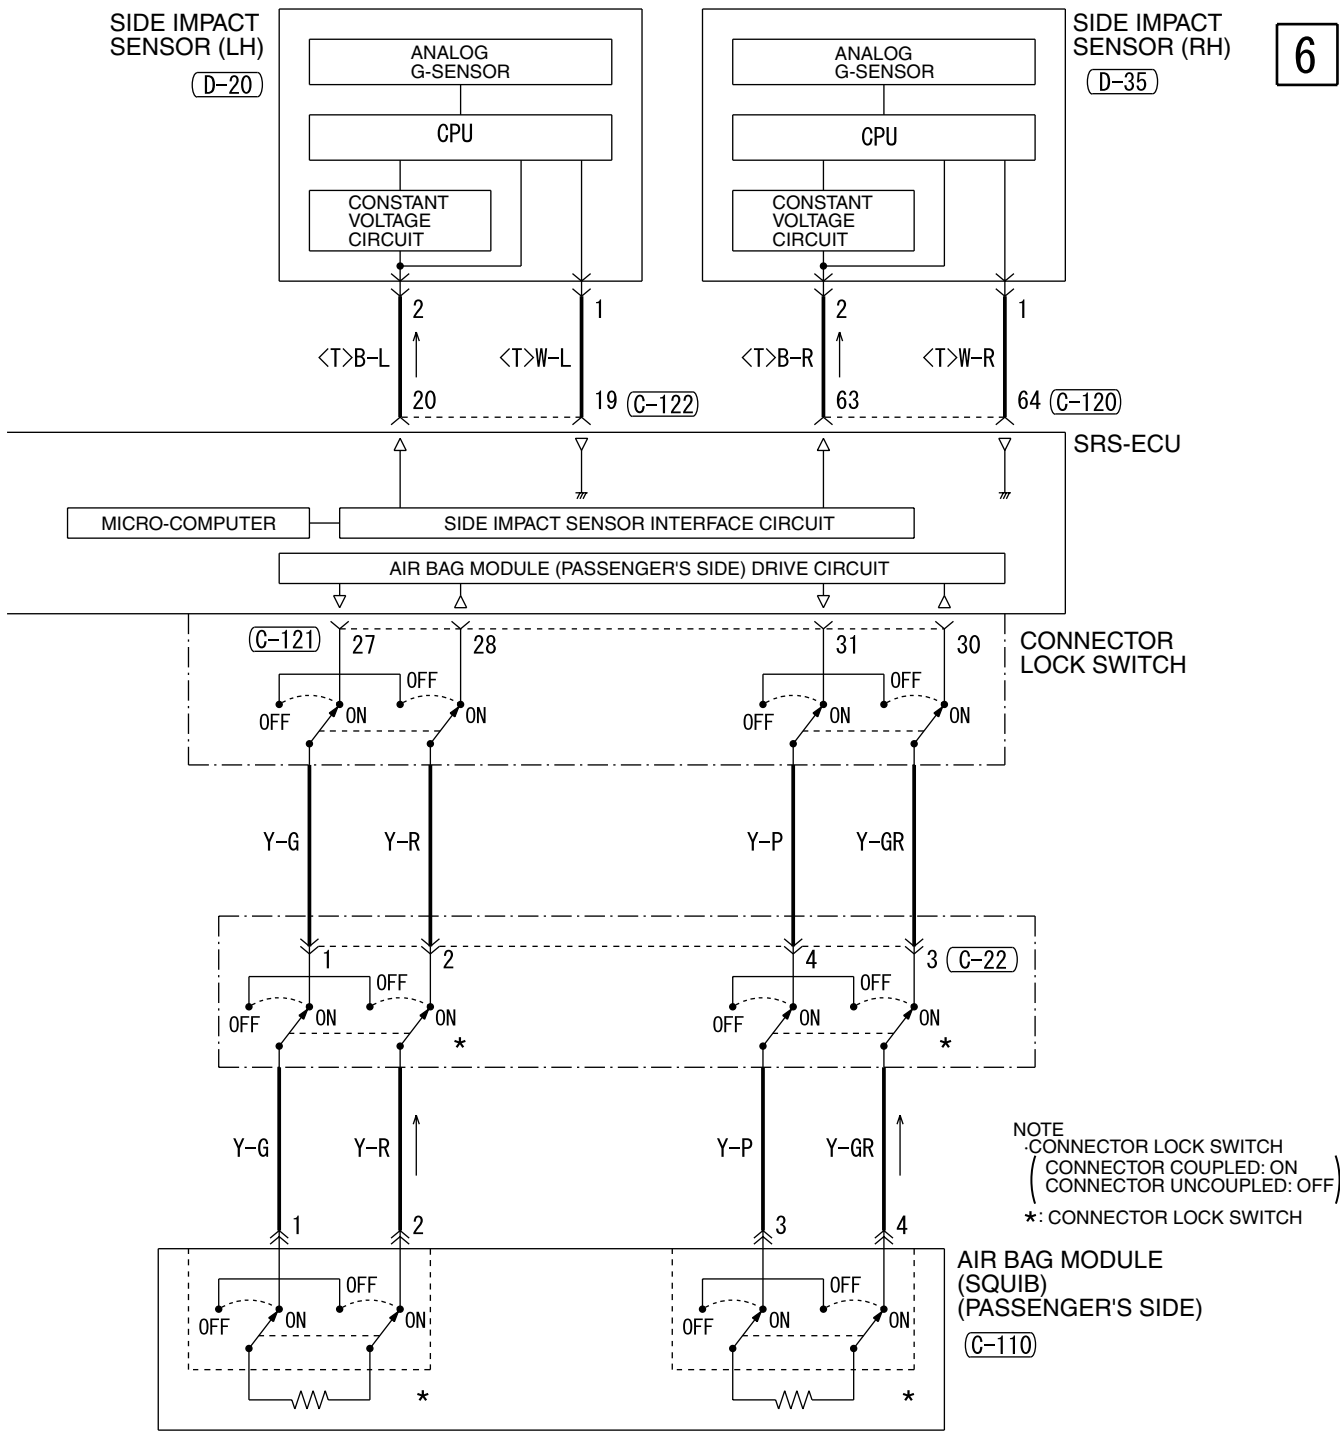 SIDE IMPACT
SENSOR (LH)
D-20
ANALOG
G-SENSOR
CPU
CONSTANT
VOLTAGE
CIRCUIT
SIDE IMPACT
SENSOR (RH)
D-35
ANALOG
G-SENSOR
CPU
CONSTANT
VOLTAGE
CIRCUIT
6
2 1 2 1
<T>B-L <T>W-L <T>B-R <T>W-R
20 19 C-122 63 64 C-120
SRS-ECU
MICRO-COMPUTER
SIDE IMPACT SENSOR INTERFACE CIRCUIT
AIR BAG MODULE (PASSENGER'S SIDE) DRIVE CIRCUIT
C-121 27 28 31 30
CONNECTOR
LOCK SWITCH
OFF OFF
OFF ON ON OFF ON ON
Y-G Y-R Y-P Y-GR
1 2 4 3 C-22
OFF OFF
OFF ON ON OFF ON ON
* *
Y-G Y-R Y-P Y-GR
NOTE
·CONNECTOR LOCK SWITCH
(CONNECTOR COUPLED: ON
CONNECTOR UNCOUPLED: OFF)
*: CONNECTOR LOCK SWITCH
1 2 3 4
AIR BAG MODULE
(SQUIB)
(PASSENGER'S SIDE)
C-110
OFF OFF
OFF ON ON OFF ON ON
* *